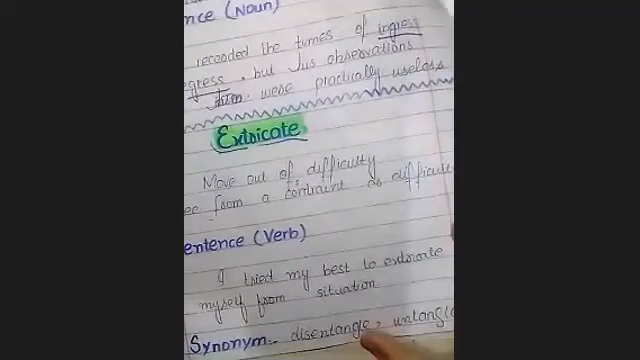 nce (Noun)
recorded the times of ingress
egress, but his observations
were practically useless
Extricate
Move out of difficulty
ee from a constraint or difficult
entence (Verb)
I tried my best to extricate
myself from situation
Synonym - disentangle, untangle